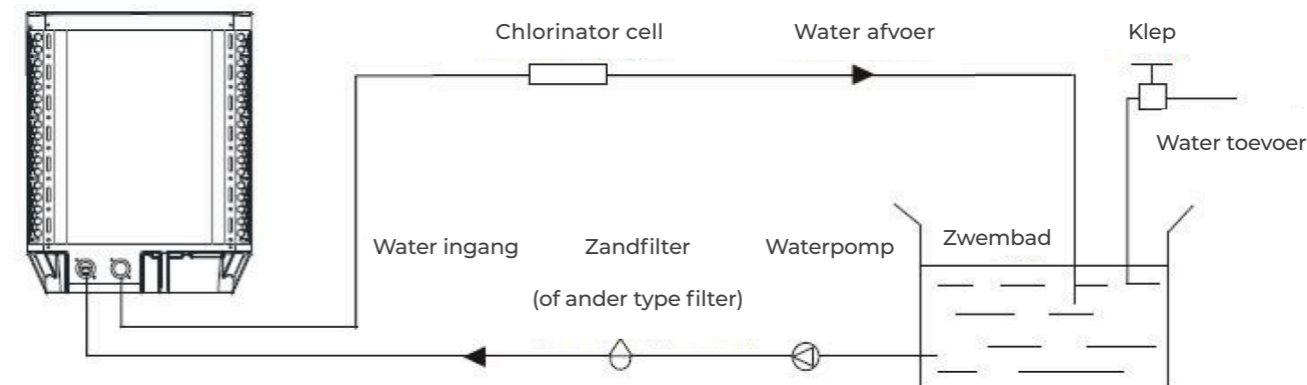 Chlorinator cell
Water afvoer
Klep
Water toevoer
Water ingang
Zandfilter
(of ander type filter)
Waterpomp
Zwembad